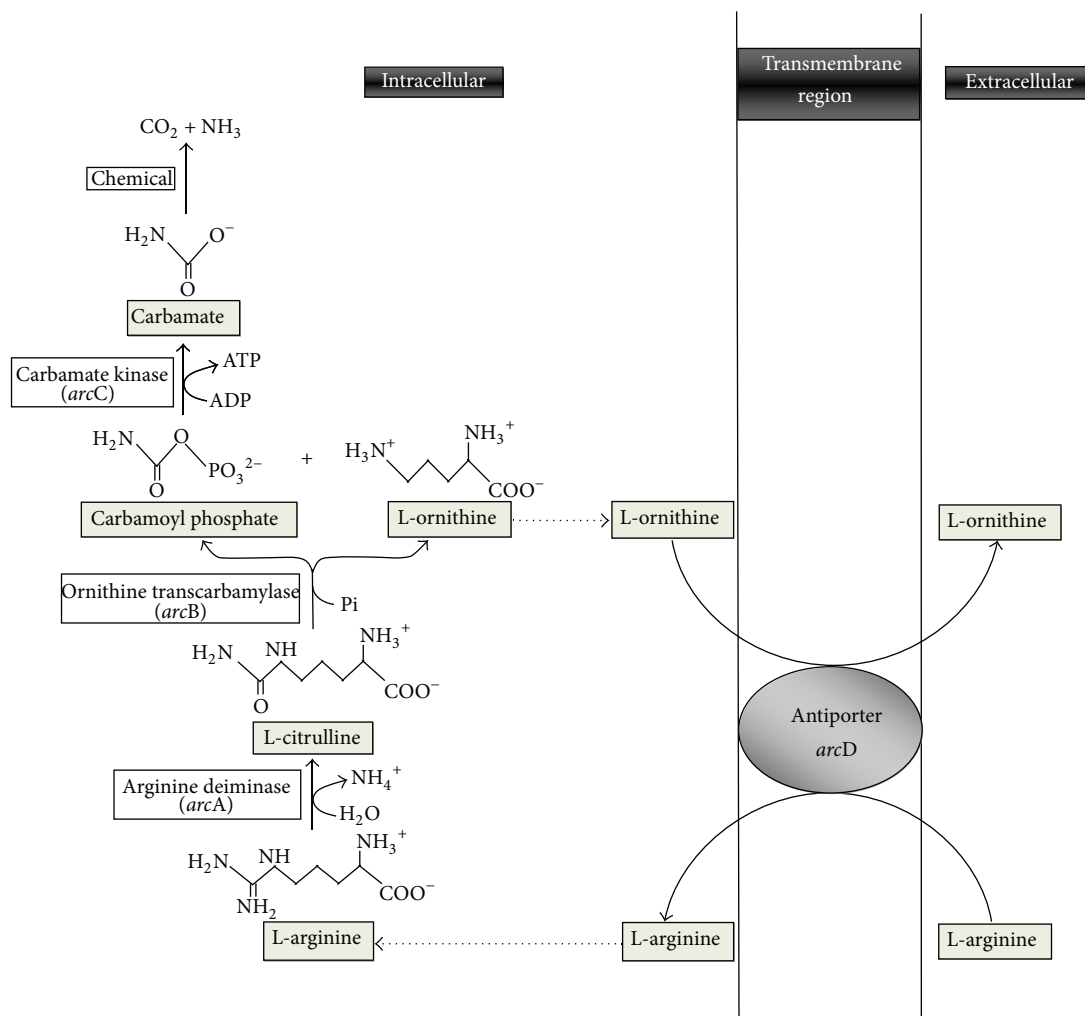 Intracellular
Transmembrane
region
Extracellular
CO₂ + NH₃
Chemical
H₂N
O⁻
O
Carbamate
Carbamate kinase
(arcC)
ATP
ADP
H₂N
O
PO₃²⁻
O
+
H₃N⁺
NH₃⁺
COO⁻
Carbamoyl phosphate
L-ornithine
L-ornithine
L-ornithine
Ornithine transcarbamylase
(arcB)
Pi
H₂N
NH
NH₃⁺
O
COO⁻
L-citrulline
Antiporter
arcD
Arginine deiminase
(arcA)
NH₄⁺
H₂O
H₂N
NH
NH₃⁺
COO⁻
NH₂
L-arginine
L-arginine
L-arginine